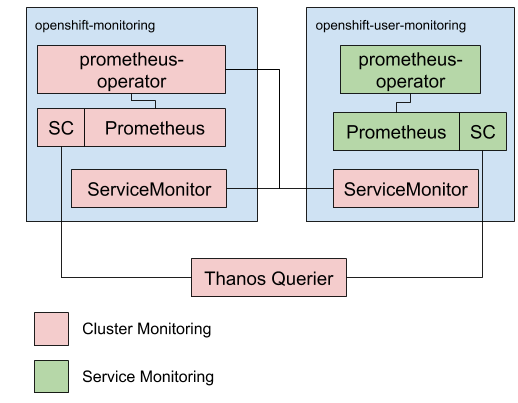 openshift-monitoring
prometheus-
operator
SC
Prometheus
ServiceMonitor
openshift-user-monitoring
prometheus-
operator
Prometheus
SC
ServiceMonitor
Thanos Querier
Cluster Monitoring
Service Monitoring